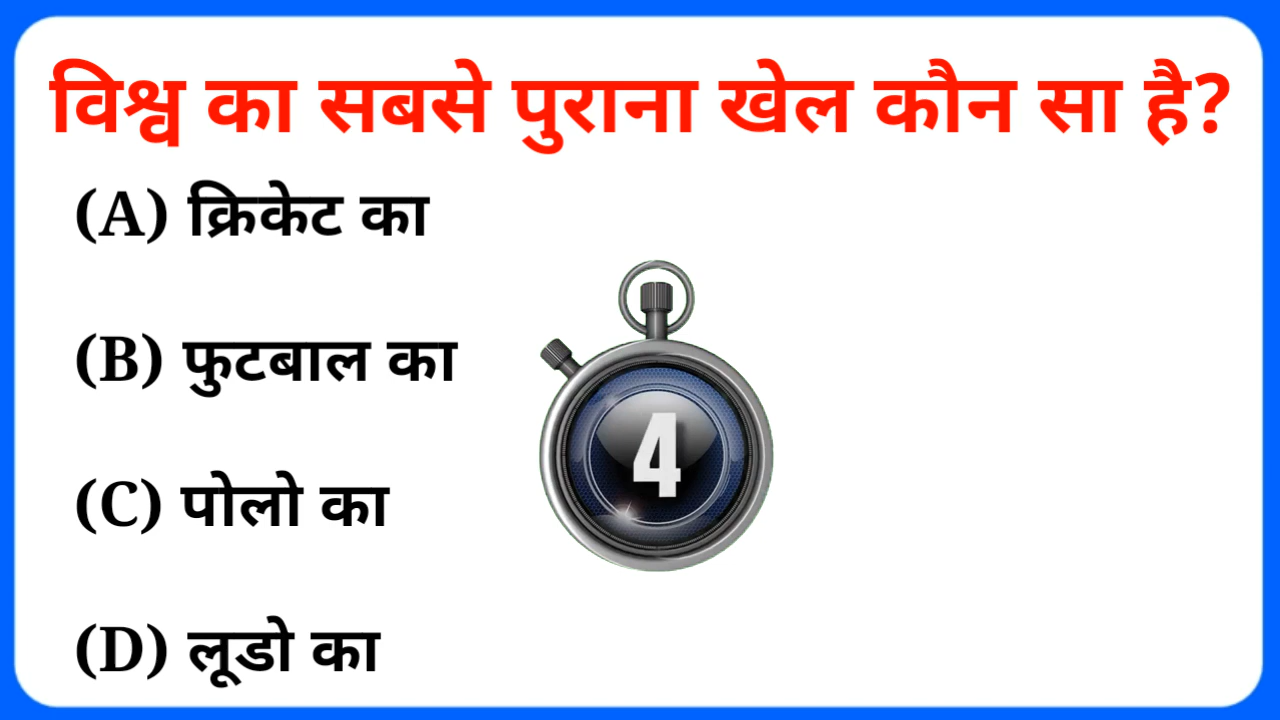 विश्व का सबसे पुराना खेल कौन सा है?
(A) क्रिकेट का
(B) फुटबाल का
4
(C) पोलो का
(D) लूडो का